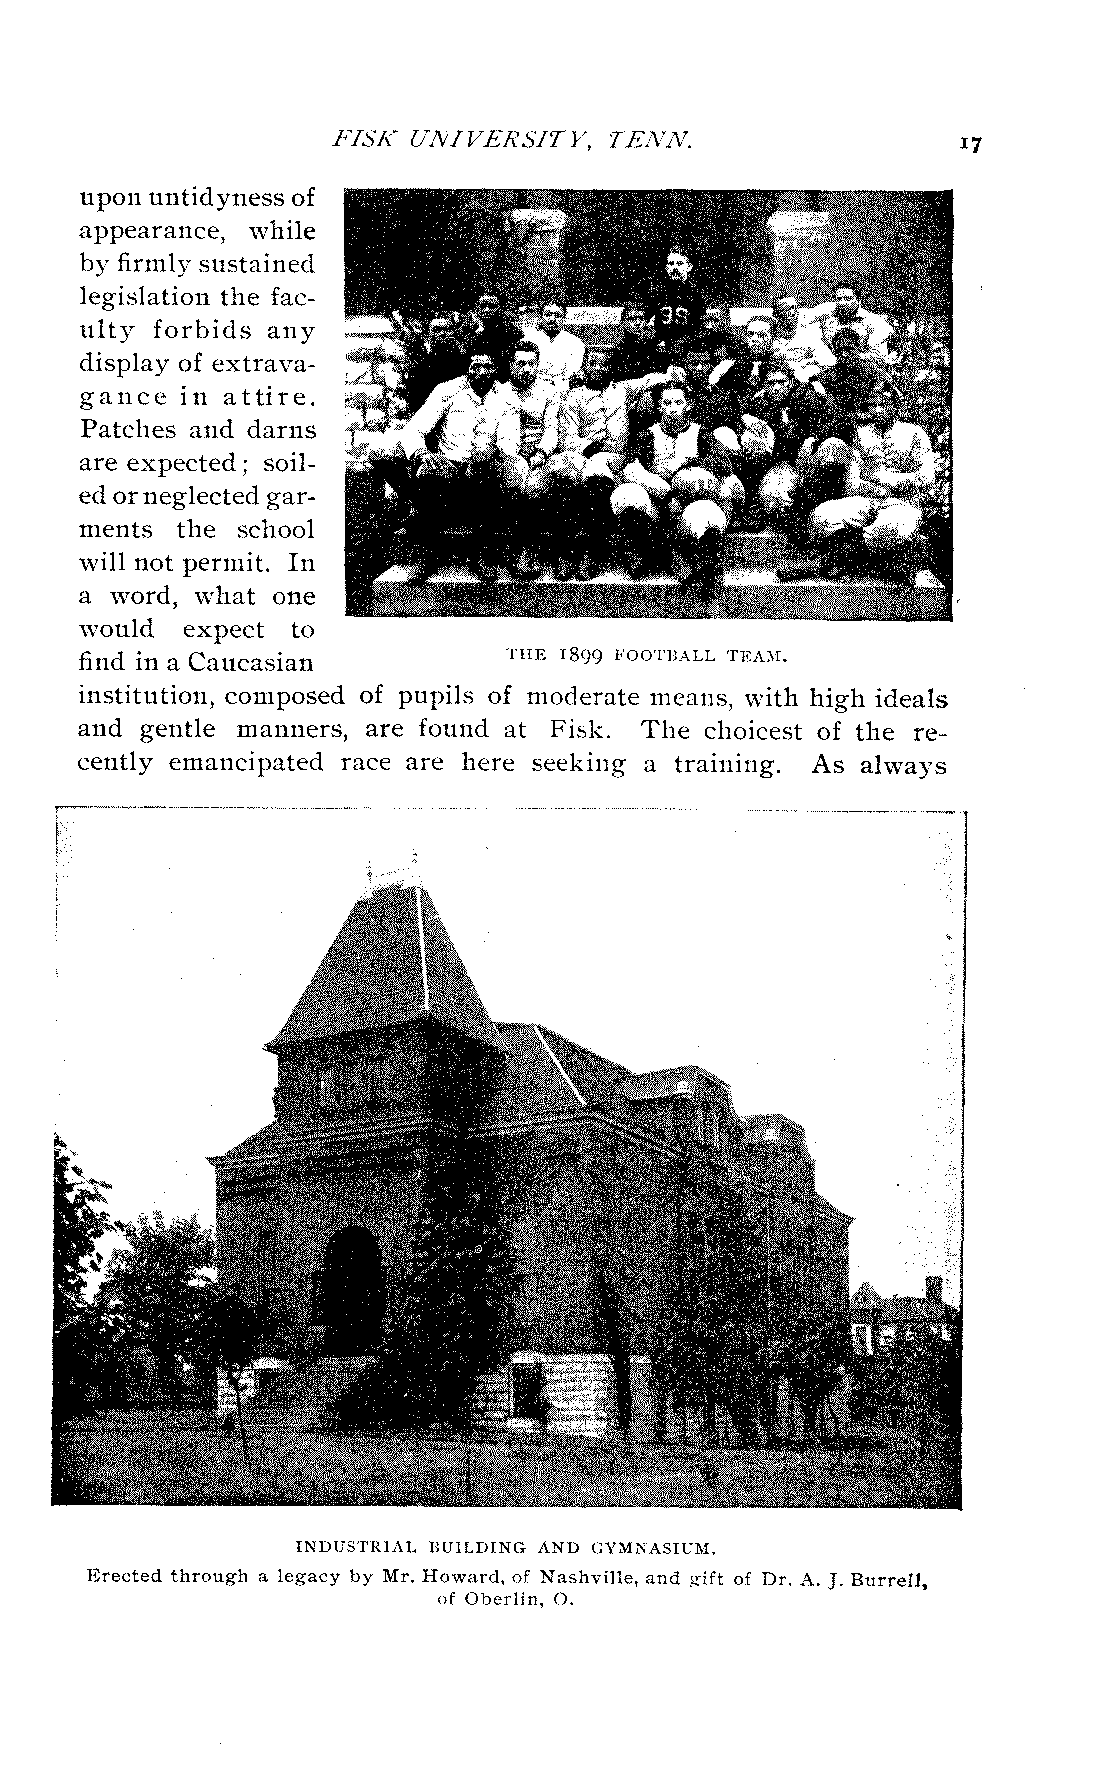 FISK UNIVERSITY, TENN. 17
upon untidyness of
appearance, while
by firmly sustained
legislation the fac-
ulty forbids any
display of extrava-
gance in attire.
Patches and darns
are expected; soil-
ed or neglected gar-
ments the school
will not permit. In
a word, what one
would expect to
find in a Caucasian
THE 1899 FOOTBALL TEAM.
institution, composed of pupils of moderate means, with high ideals
and gentle manners, are found at Fisk. The choicest of the re-
cently emancipated race are here seeking a training. As always
INDUSTRIAL BUILDING AND GYMNASIUM.
Erected through a legacy by Mr. Howard, of Nashville, and gift of Dr. A. J. Burrell,
of Oberlin, O.